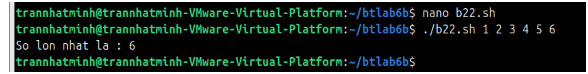 trannhatminh@trannhatminh-VMware-Virtual-Platform:~/btlab6b$ nano b22.sh
trannhatminh@trannhatminh-VMware-Virtual-Platform:~/btlab6b$ ./b22.sh 1 2 3 4 5 6
So lon nhat la : 6
trannhatminh@trannhatminh-VMware-Virtual-Platform:~/btlab6b$